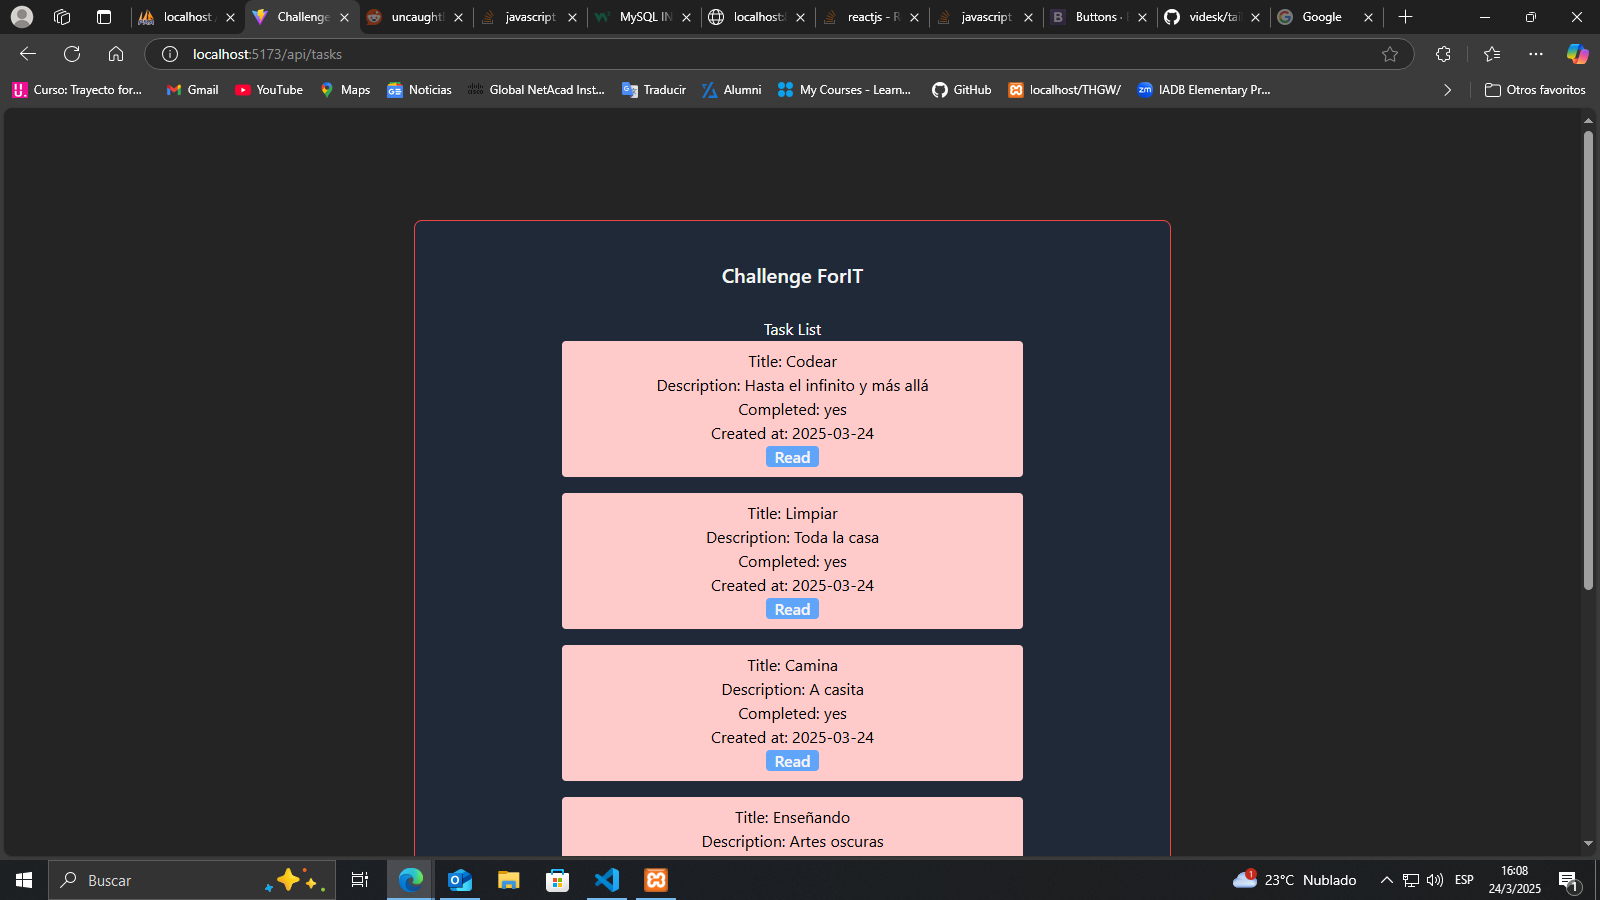 localhost /
Challenge
uncaught
javascript
MySQL IN
localhost:
reactjs - R
javascript
Buttons · 
videsk/tai
Google
localhost:5173/api/tasks
Curso: Trayecto for...
Gmail
YouTube
Maps
Noticias
Global NetAcad Inst...
Traducir
Alumni
My Courses - Learn...
GitHub
localhost/THGW/
IADB Elementary Pr...
Otros favoritos
Challenge ForIT
Task List
Title: Codear
Description: Hasta el infinito y más allá
Completed: yes
Created at: 2025-03-24
Read
Title: Limpiar
Description: Toda la casa
Completed: yes
Created at: 2025-03-24
Read
Title: Camina
Description: A casita
Completed: yes
Created at: 2025-03-24
Read
Title: Enseñando
Description: Artes oscuras
Buscar
1
23°C Nublado
ESP
16:08
24/3/2025
1